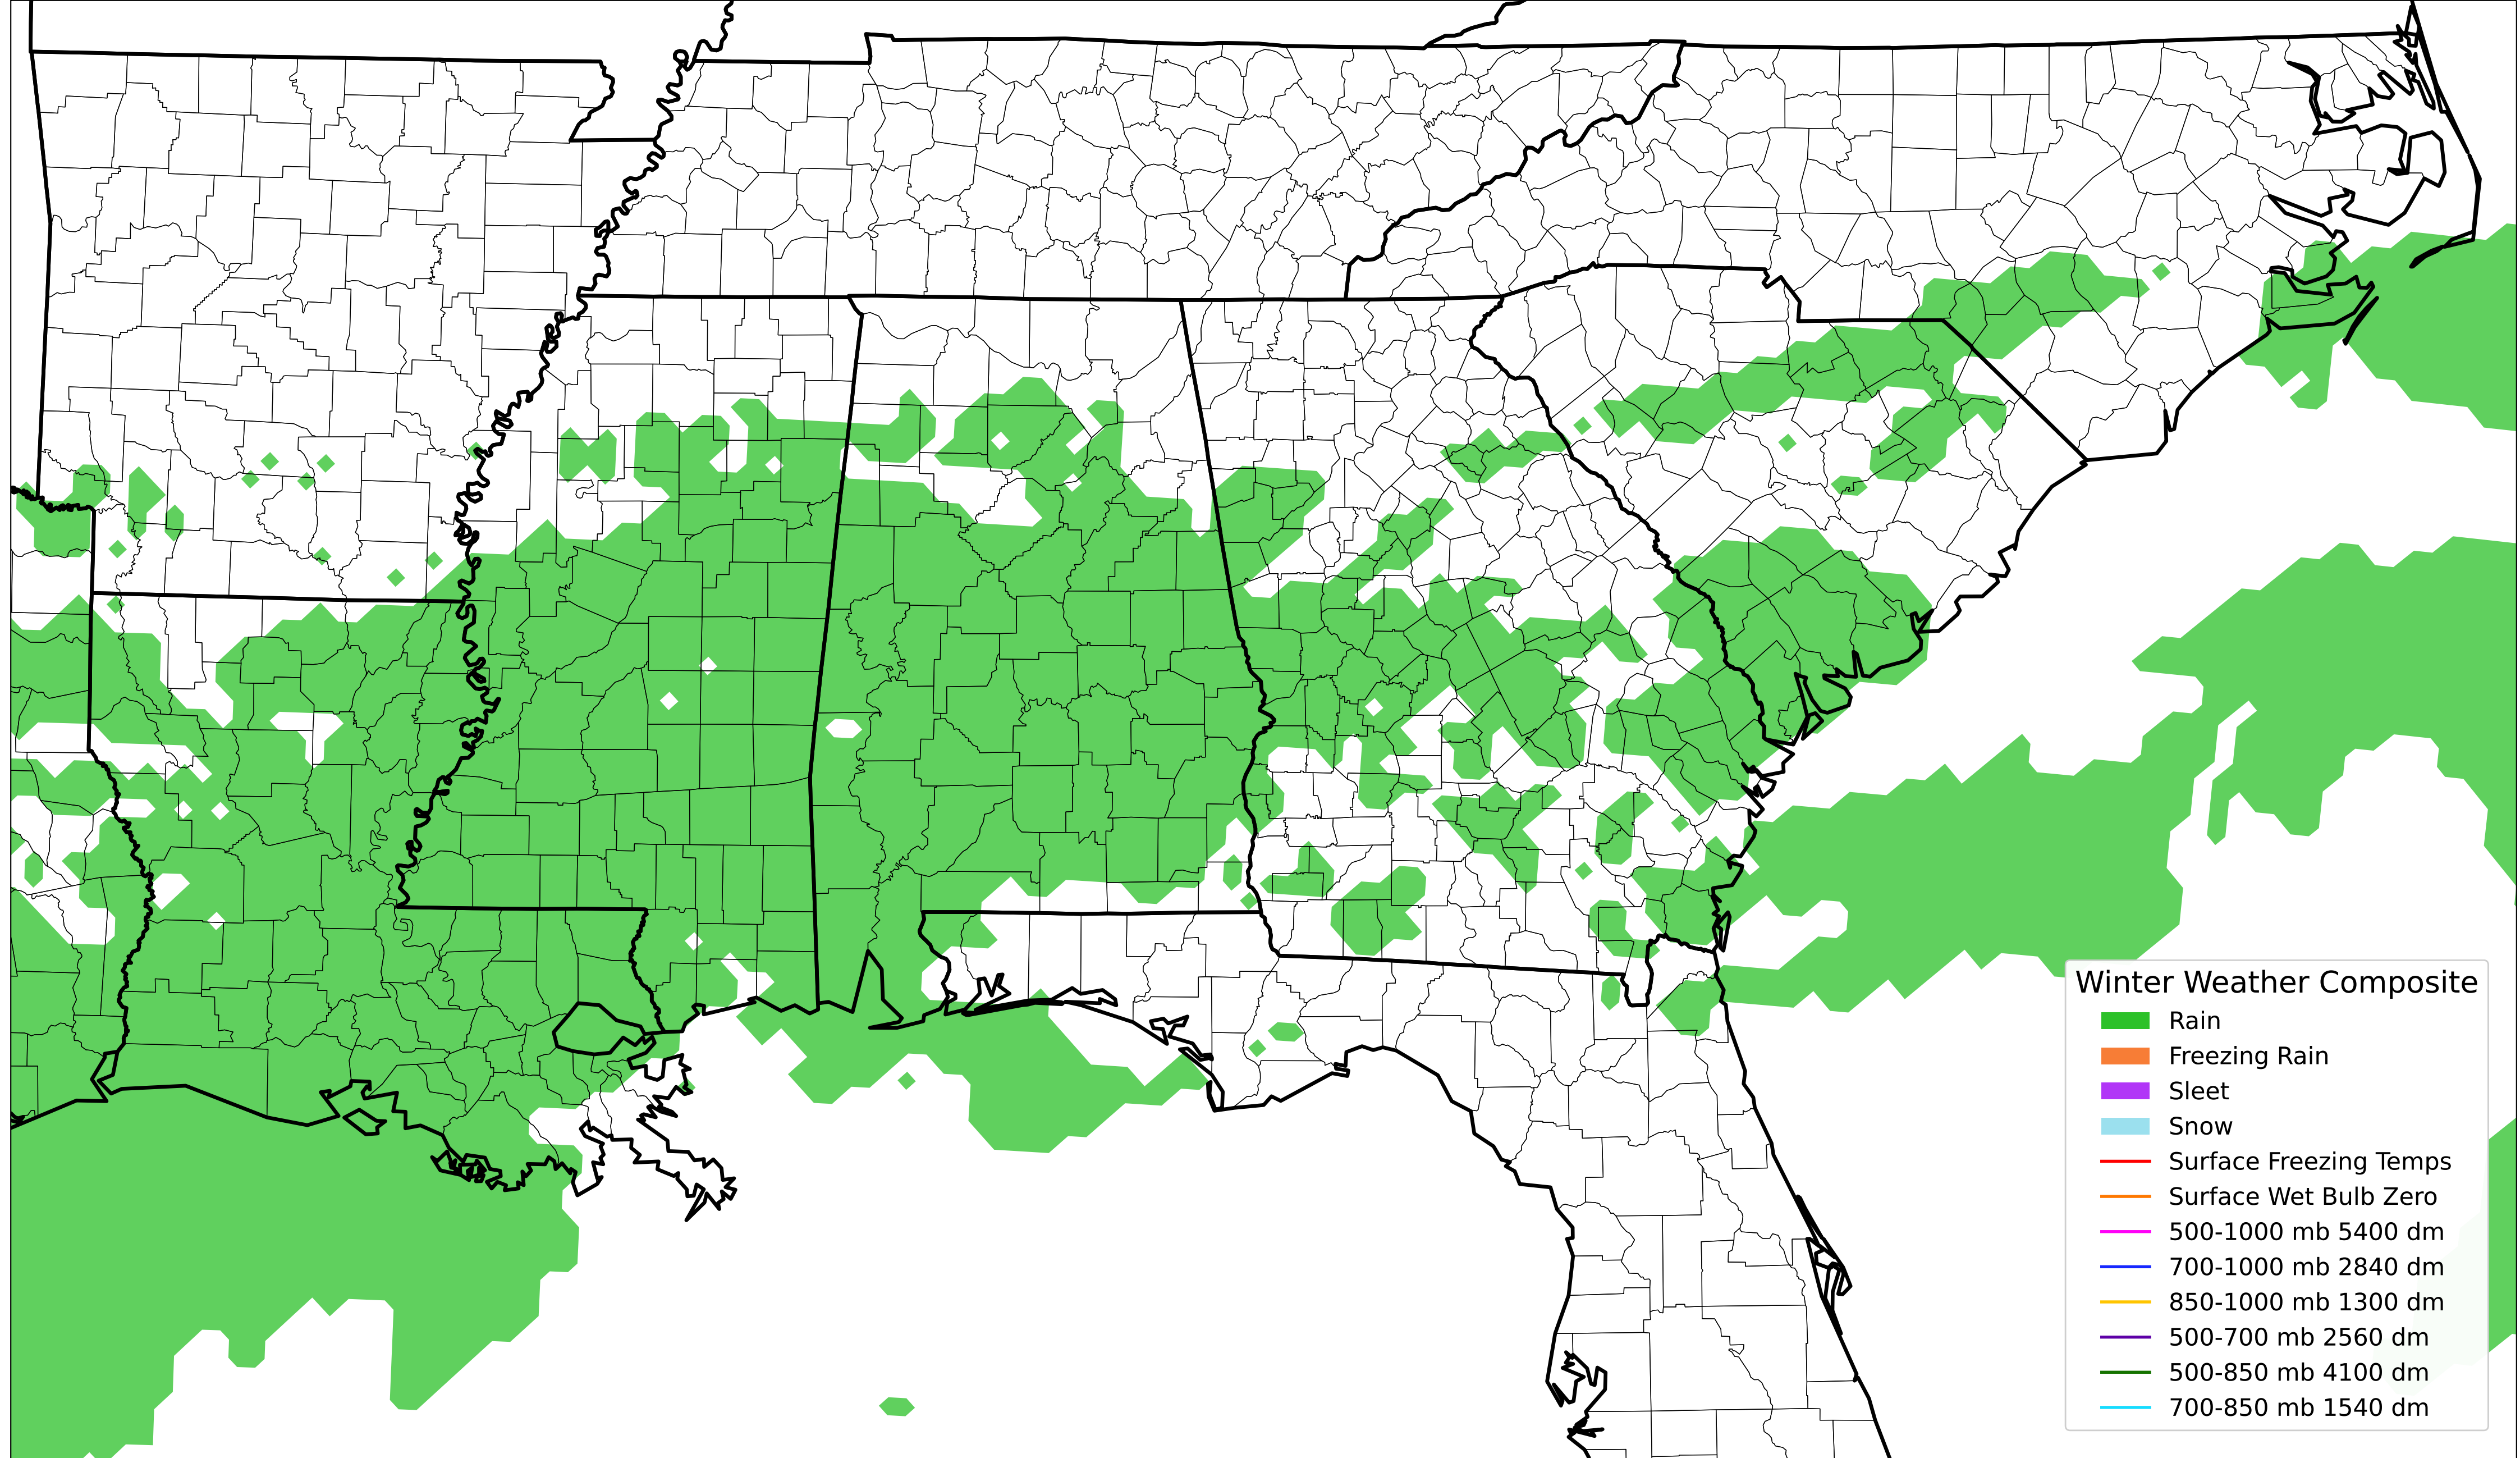 Winter Weather Composite
Rain
Freezing Rain
Sleet
Snow
Surface Freezing Temps
Surface Wet Bulb Zero
500-1000 mb 5400 dm
700-1000 mb 2840 dm
850-1000 mb 1300 dm
500-700 mb 2560 dm
500-850 mb 4100 dm
700-850 mb 1540 dm